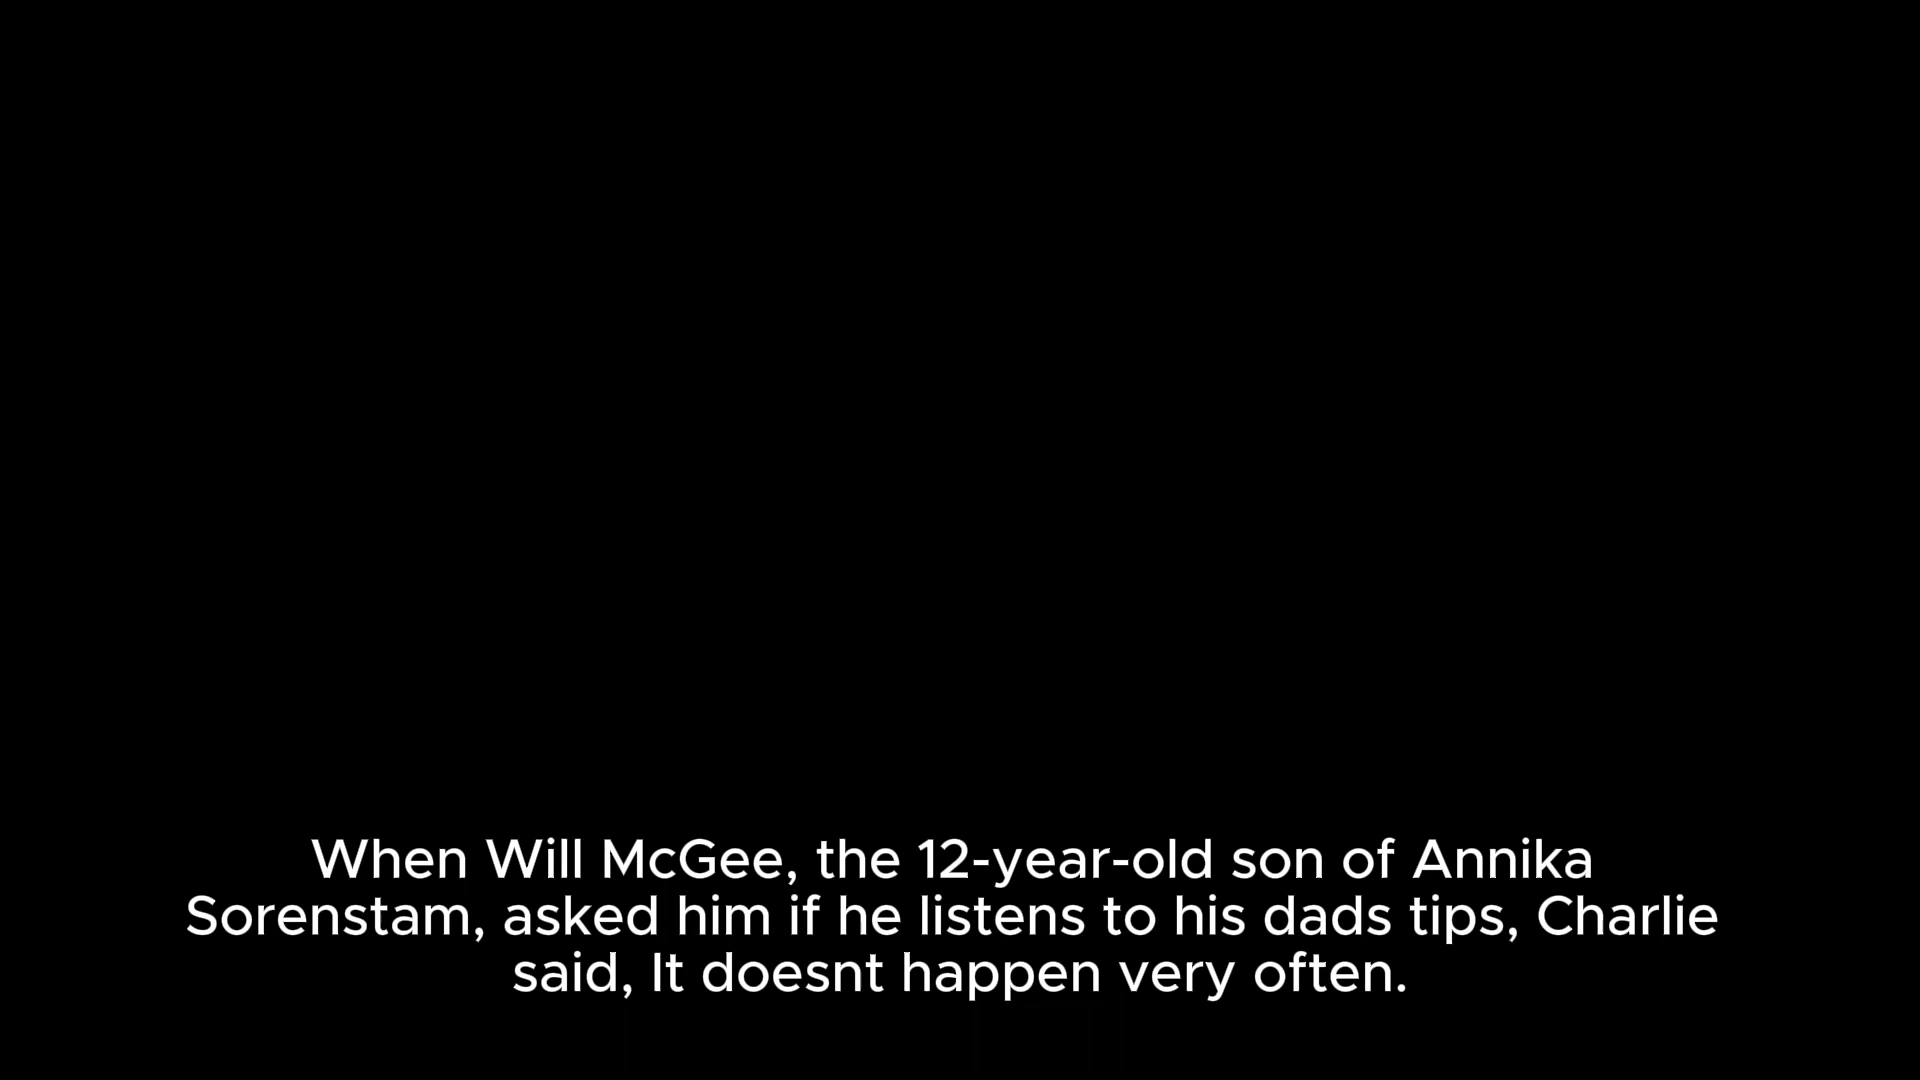 When Will McGee, the 12-year-old son of Annika
Sorenstam, asked him if he listens to his dads tips, Charlie
said, It doesnt happen very often.